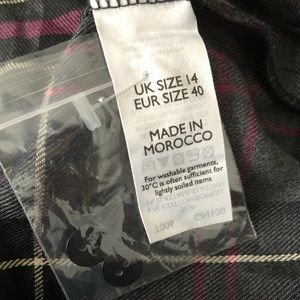 UK SIZE 14
EUR SIZE 40
MADE IN
MOROCCO
For washable garments,
30°C is often sufficient for
lightly soiled items